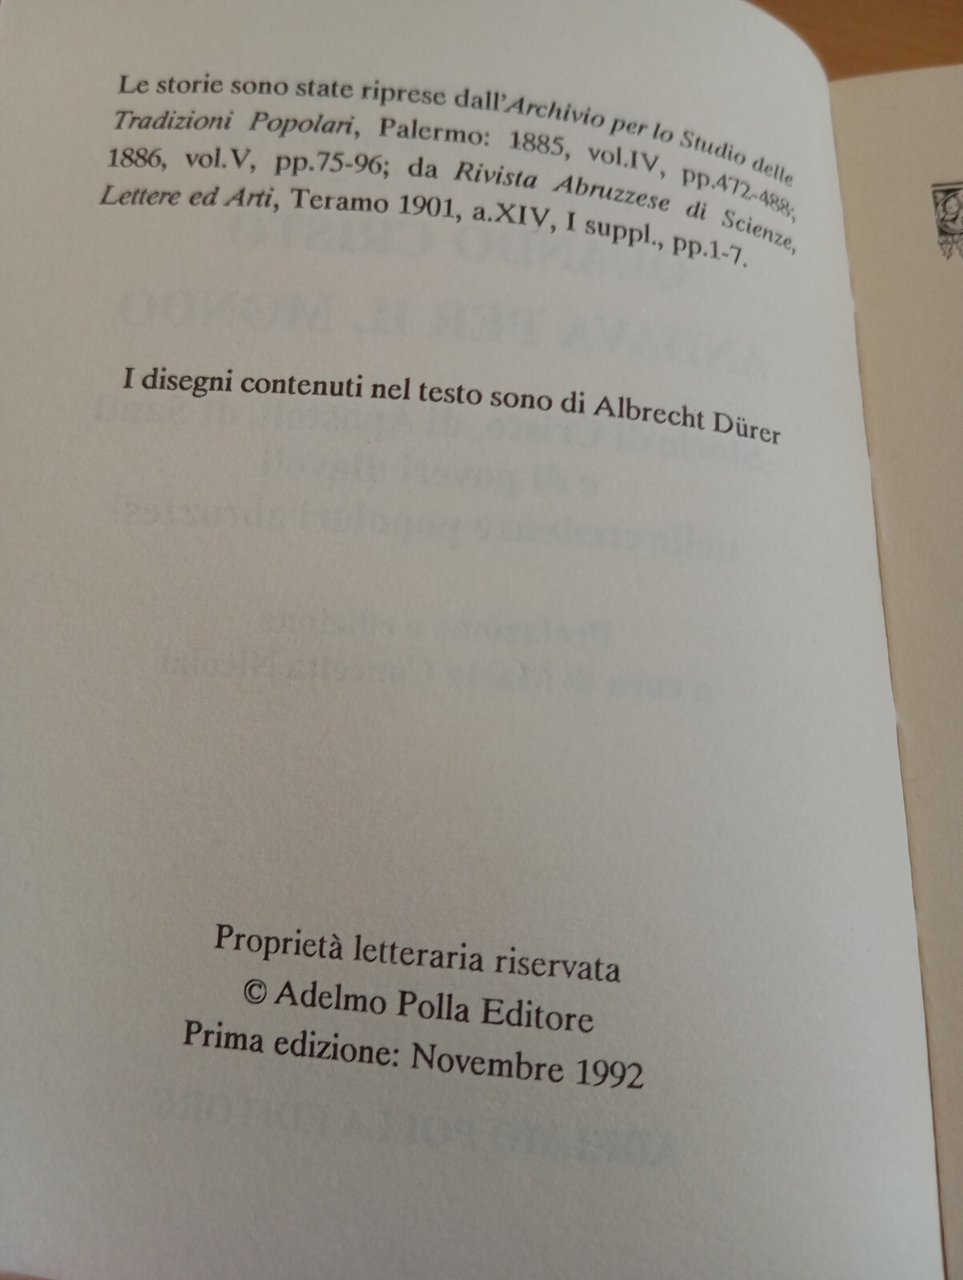 Le storie sono state riprese dall'Archivio per lo Studio delle
Tradizioni Popolari, Palermo: 1885, vol.IV, pp.472-488;
1886, vol.V, pp.75-96; da Rivista Abruzzese di Scienze,
Lettere ed Arti, Teramo 1901, a.XIV, I suppl., pp.1-7.
I disegni contenuti nel testo sono di Albrecht Dürer
Proprietà letteraria riservata
© Adelmo Polla Editore
Prima edizione: Novembre 1992